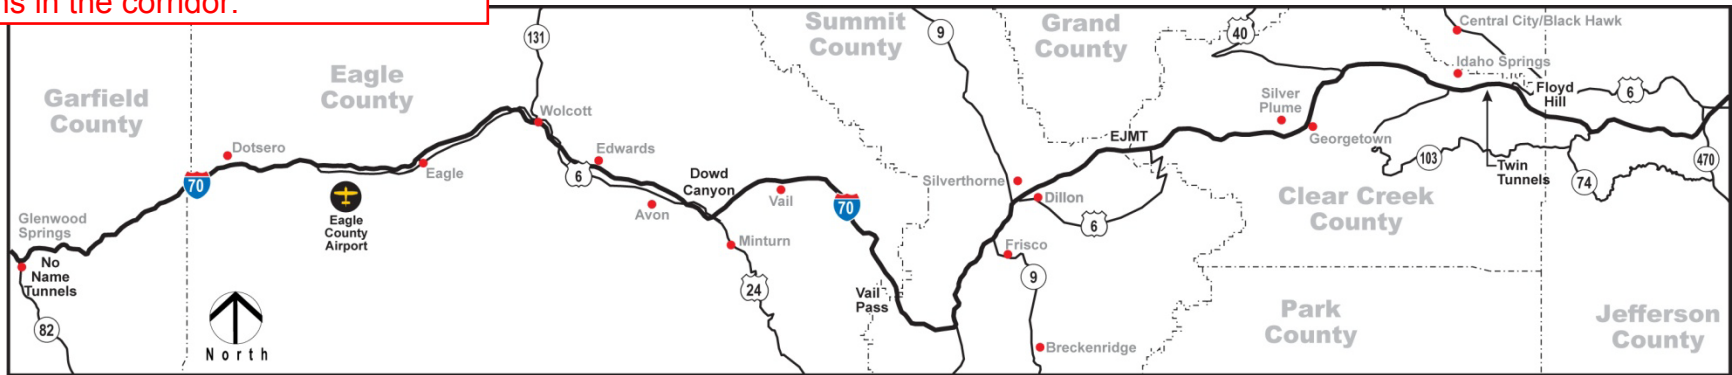 is in the corridor.
Garfield
County
Eagle
County
Summit
County
Grand
County
Clear Creek
County
Park
County
Jefferson
County
131
9
40
Central City/Black Hawk
Idaho Springs
Floyd
Hill
6
Silver
Plume
Georgetown
EJMT
103
Twin
Tunnels
74
470
Wolcott
Dotsero
Eagle
70
Eagle
County
Airport
Edwards
6
Avon
Dowd
Canyon
Vail
70
Minturn
24
Vail
Pass
Silverthorne
Dillon
6
Frisco
9
Breckenridge
Glenwood
Springs
No
Name
Tunnels
82
North